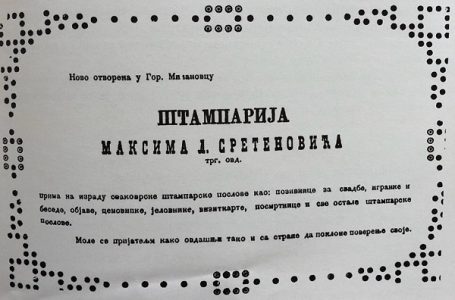 Ново отворена у Гор. Милановцу
ШТАМПАРИЈА
МАКСИМА Д. СРЕТЕНОВИЋА
трг. овд.
прима на израду сваковрсне штампарске послове као: позивнице за свадбе, игранке и
беседе, објаве, ценовнике, јеловнике, визиткарте, посмртнице и све остале штампарске
послове.
Моле се пријатељи како овдашњи тако и са стране да поклоне поверење своје.